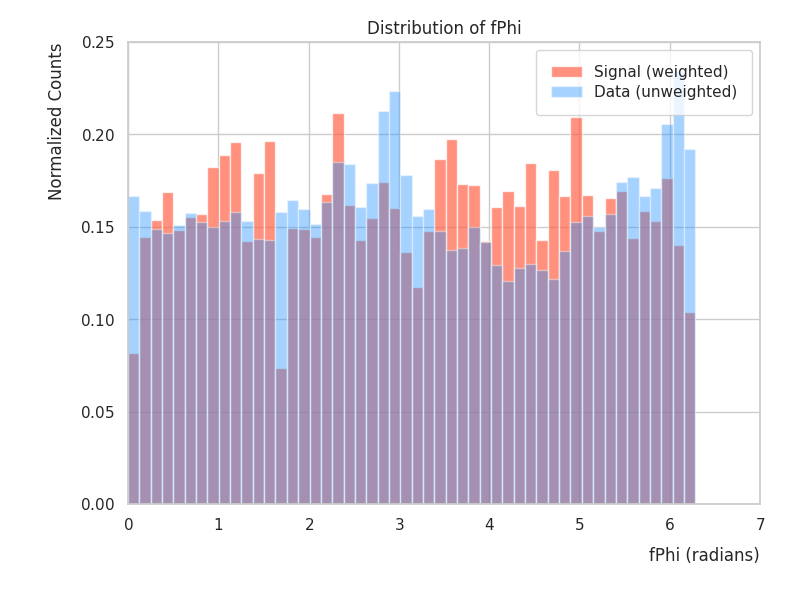 Distribution of fPhi
Normalized Counts
0.25
0.20
0.15
0.10
0.05
0.00
Signal (weighted)
Data (unweighted)
0 1 2 3 4 5 6 7
fPhi (radians)